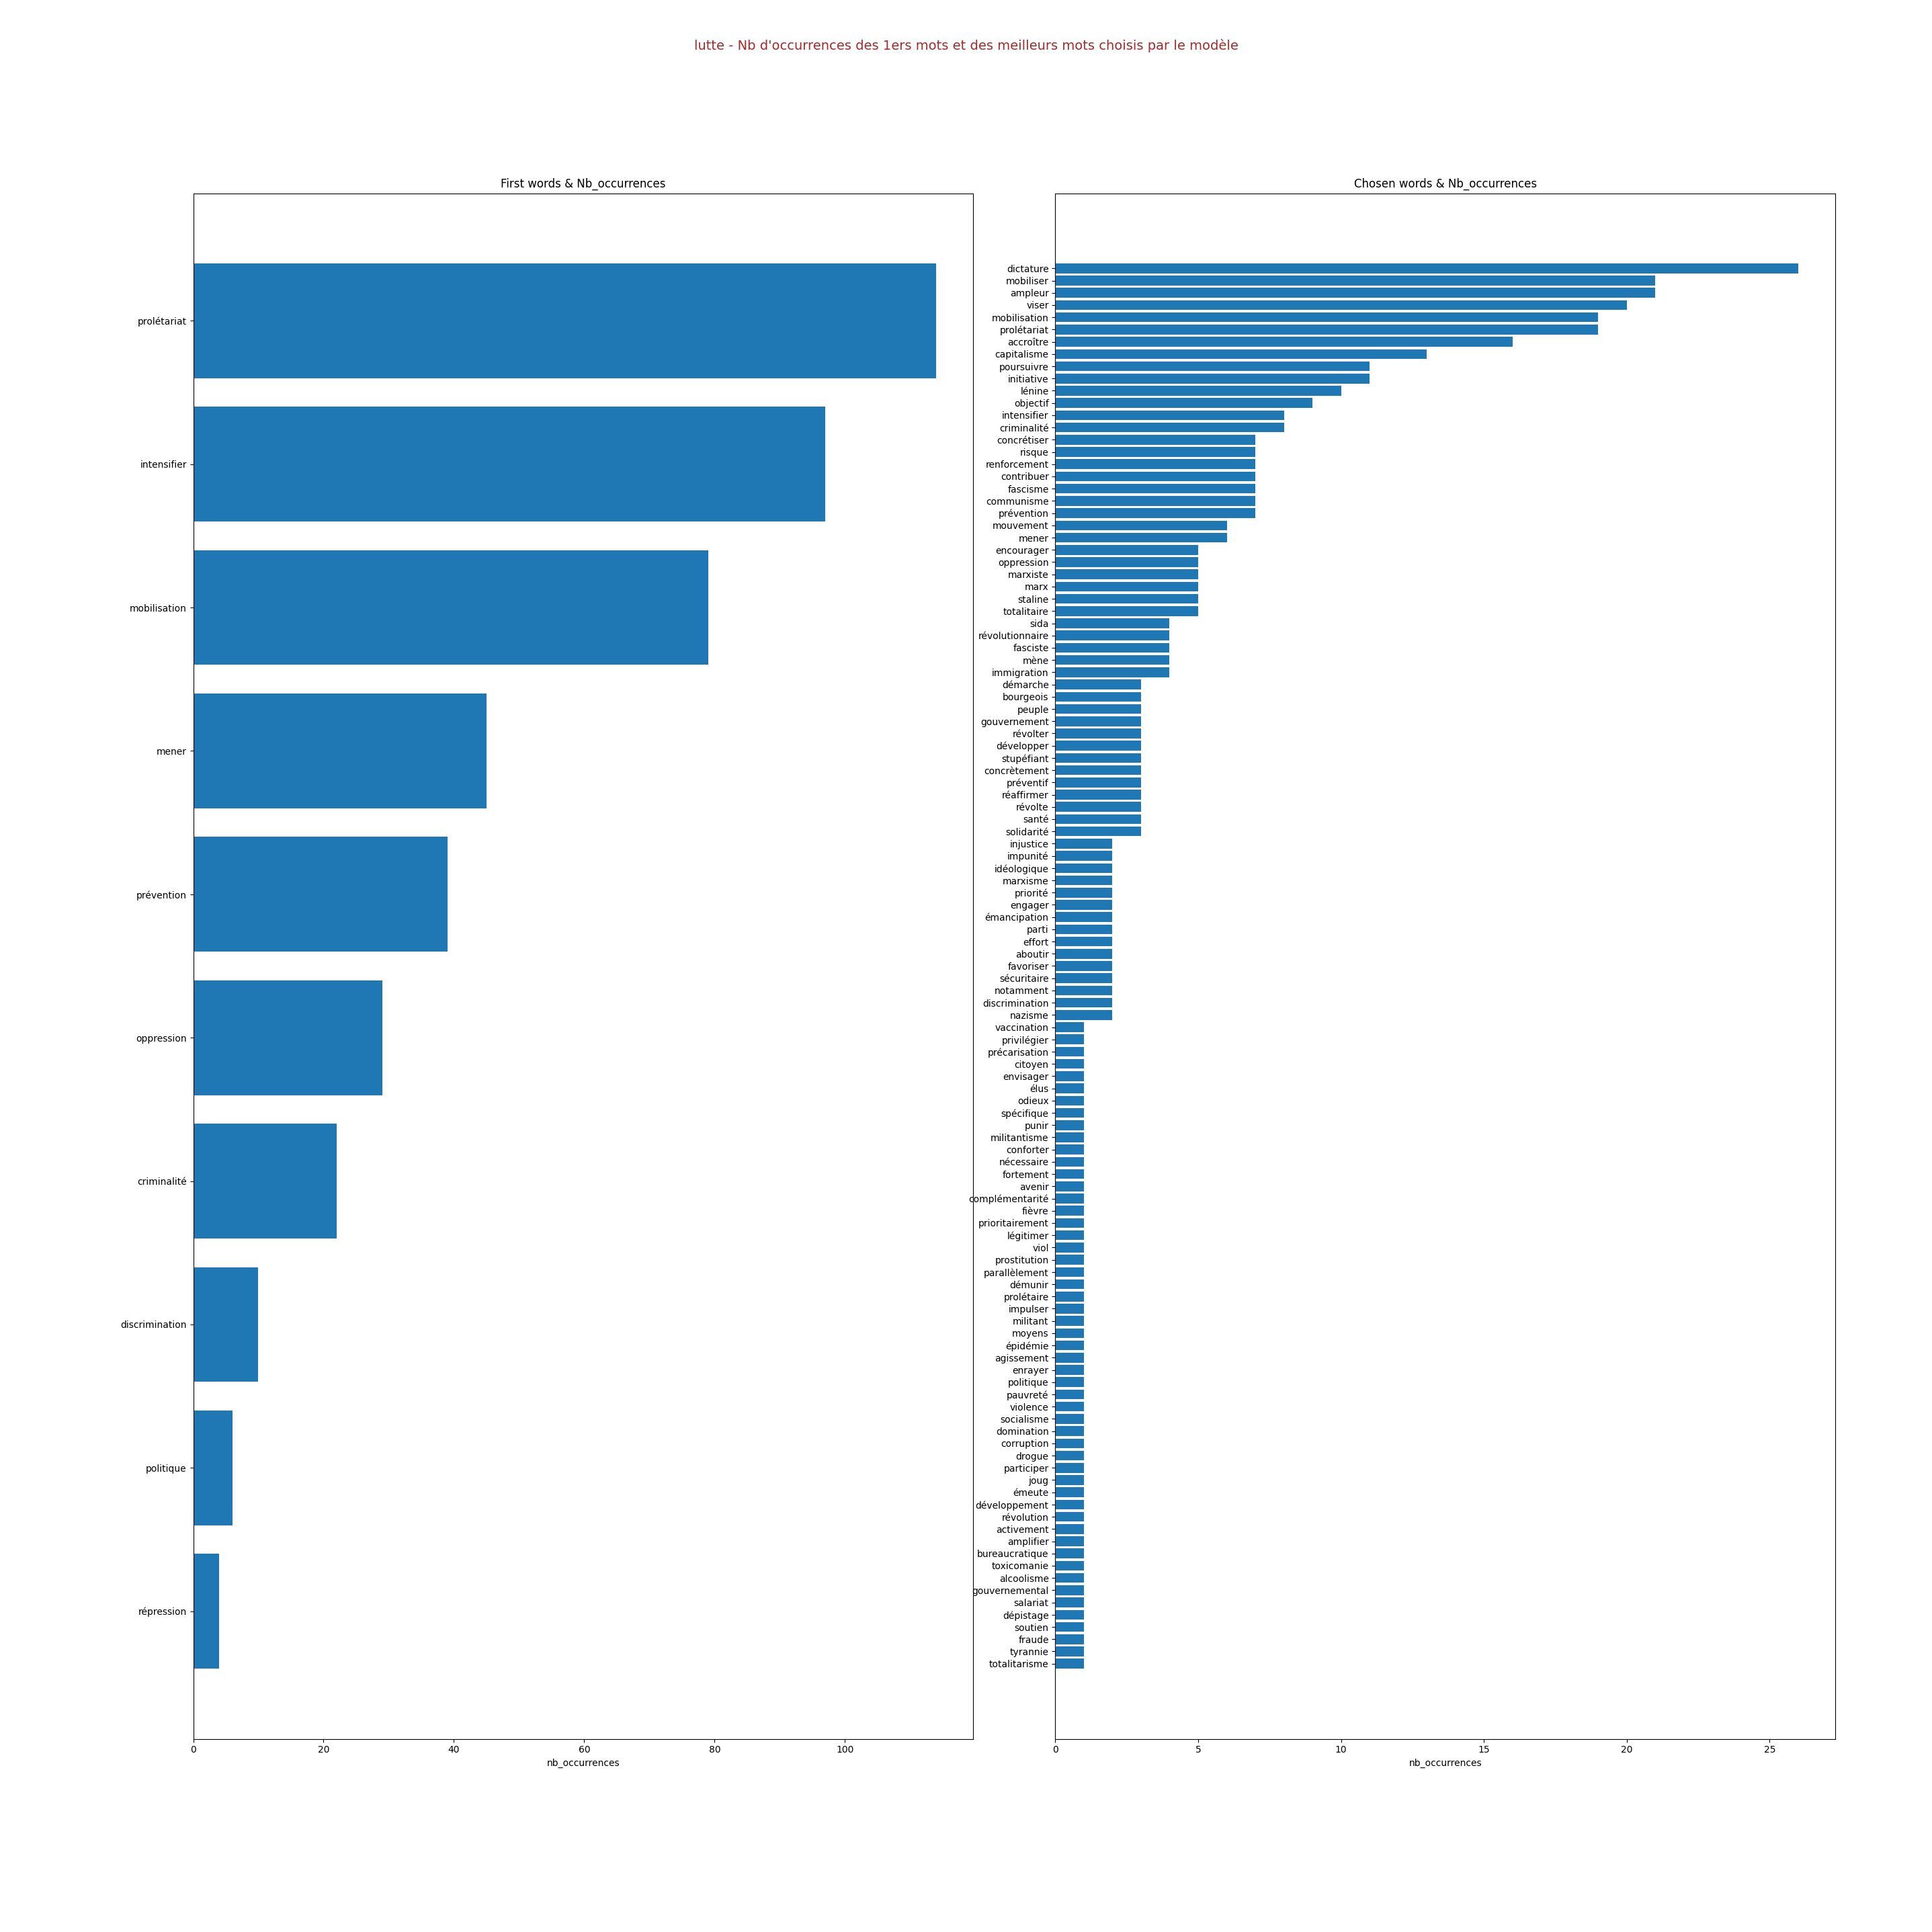 lutte - Nb d'occurrences des 1ers mots et des meilleurs mots choisis par le modèle
First words & Nb_occurrences
prolétariat
intensifier
mobilisation
mener
prévention
oppression
criminalité
discrimination
politique
répression
0 20 40 60 80 100
nb_occurrences
Chosen words & Nb_occurrences
dictature
mobiliser
ampleur
viser
mobilisation
prolétariat
accroître
capitalisme
poursuivre
initiative
lénine
objectif
intensifier
criminalité
concrétiser
risque
renforcement
contribuer
fascisme
communisme
prévention
mouvement
mener
encourager
oppression
marxiste
marx
staline
totalitaire
sida
révolutionnaire
fasciste
mène
immigration
démarche
bourgeois
peuple
gouvernement
révolter
développer
stupéfiant
concrètement
préventif
réaffirmer
révolte
santé
solidarité
injustice
impunité
idéologique
marxisme
priorité
engager
émancipation
parti
effort
aboutir
favoriser
sécuritaire
notamment
discrimination
nazisme
vaccination
privilégier
précarisation
citoyen
envisager
élus
odieux
spécifique
punir
militantisme
conforter
nécessaire
fortement
avenir
complémentarité
fièvre
prioritairement
légitimer
viol
prostitution
parallèlement
démunir
prolétaire
impulser
militant
moyens
épidémie
agissement
enrayer
politique
pauvreté
violence
socialisme
domination
corruption
drogue
participer
joug
émeute
développement
révolution
activement
amplifier
bureaucratique
toxicomanie
alcoolisme
gouvernemental
salariat
dépistage
soutien
fraude
tyrannie
totalitarisme
0 5 10 15 20 25
nb_occurrences